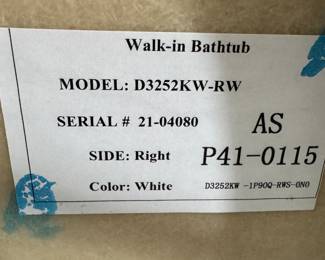 Walk-in Bathtub
MODEL: D3252KW-RW
SERIAL # 21-04080
AS
SIDE: Right
P41-0115
Color: White
D3252KW -1P90Q-RWS-0N0